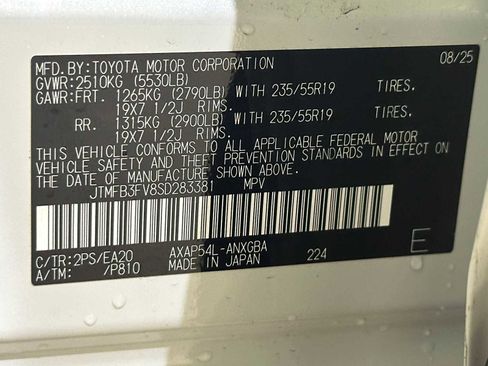 MFD.BY:TOYOTA MOTOR CORPORATION 08/25
GVWR:2510KG (5530LB)
GAWR:FRT. 1265KG (2790LB) WITH 235/55R19 TIRES.
19X7 1/2J RIMS.
RR. 1315KG (2900LB) WITH 235/55R19 TIRES.
19X7 1/2J RIMS.
THIS VEHICLE CONFORMS TO ALL APPLICABLE FEDERAL MOTOR
VEHICLE SAFETY AND THEFT PREVENTION STANDARDS IN EFFECT ON
THE DATE OF MANUFACTURE SHOWN ABOVE.
JTMFB3FV8SD283381 MPV
C/TR:2PS/EA20 AXAP54L-ANXGBA
A/TM: /P810 MADE IN JAPAN 224 E